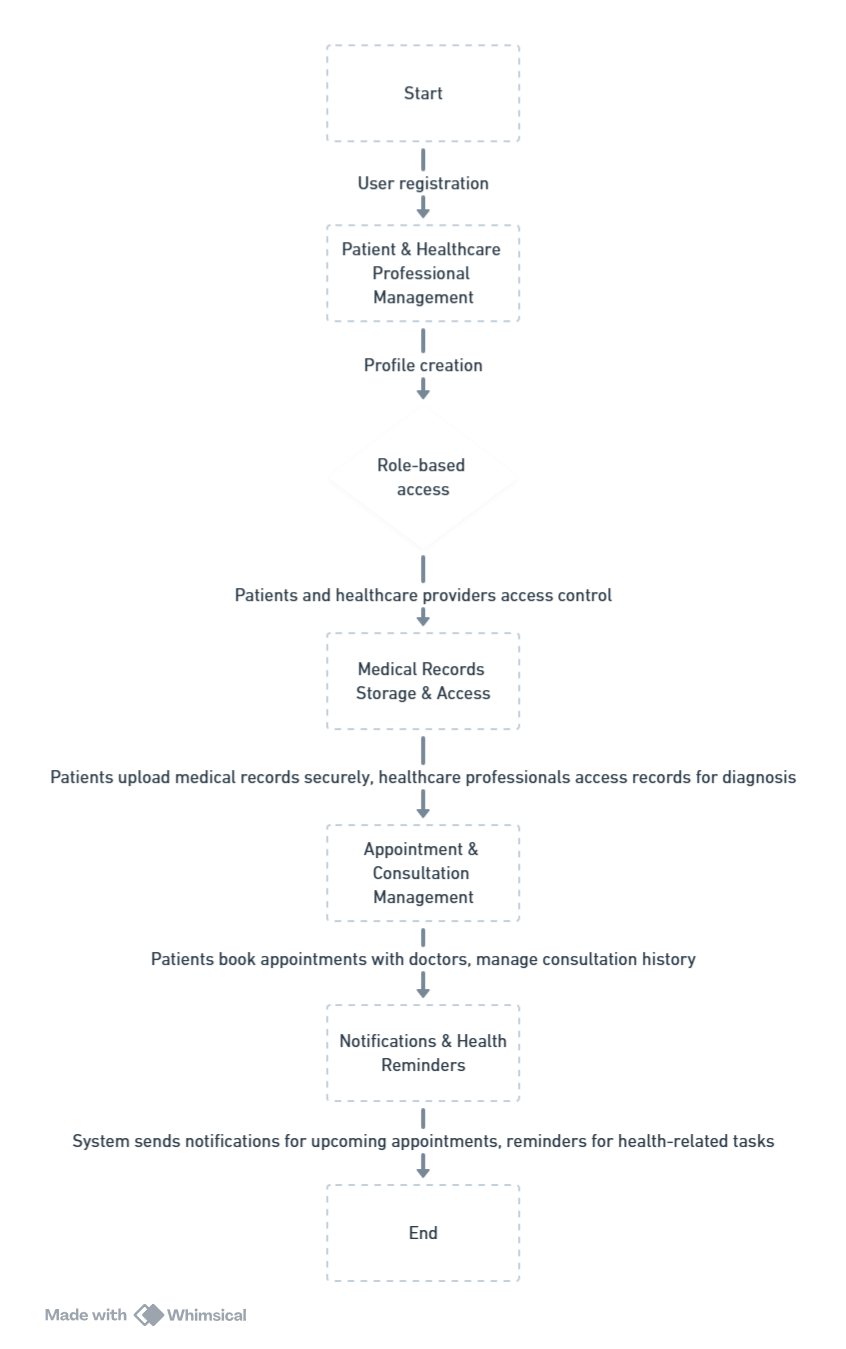 Start
User registration
Patient & Healthcare
Professional
Management
Profile creation
Role-based
access
Patients and healthcare providers access control
Medical Records
Storage & Access
Patients upload medical records securely, healthcare professionals access records for diagnosis
Appointment &
Consultation
Management
Patients book appointments with doctors, manage consultation history
Notifications & Health
Reminders
System sends notifications for upcoming appointments, reminders for health-related tasks
End
Made with Whimsical